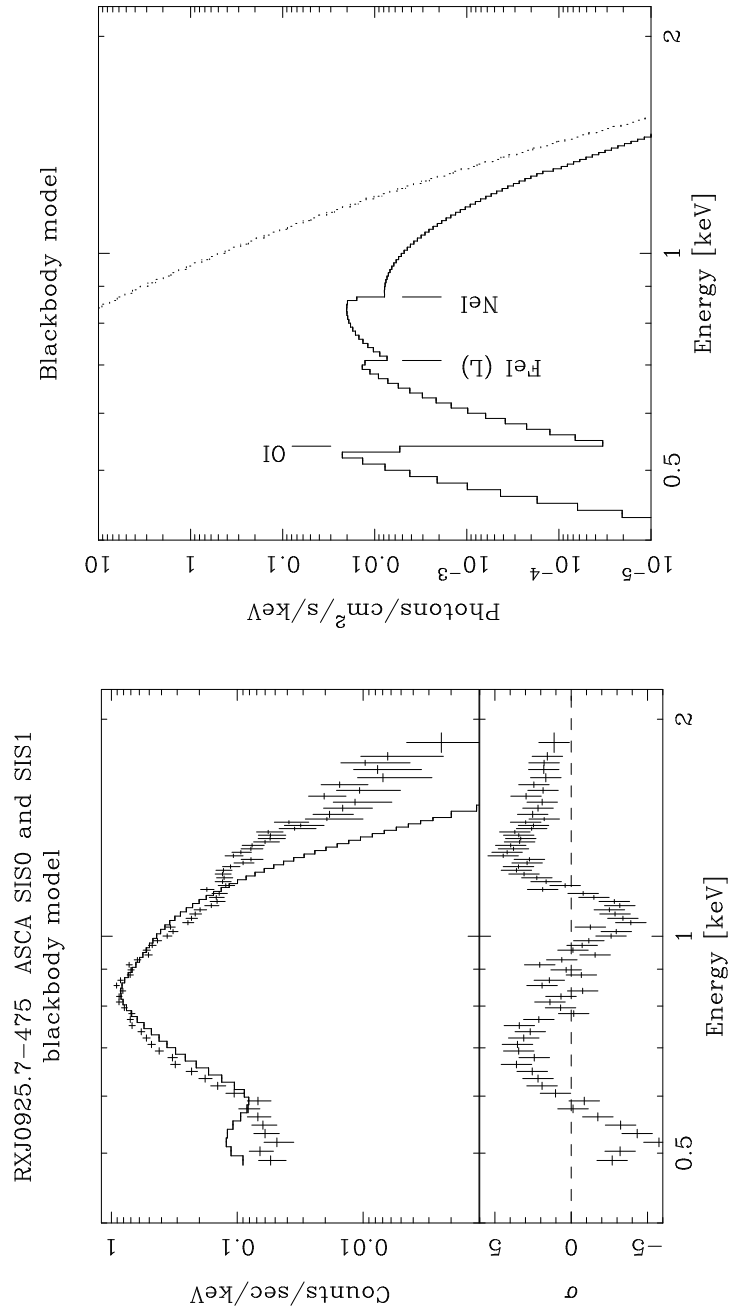 Blackbody model
10
1
0.1
0.01
10⁻³
10⁻⁴
10⁻⁵
Photons/cm²/s/keV
OI
FeI (L)
NeI
0.5
1
2
Energy [keV]
RXJ0925.7−475 ASCA SIS0 and SIS1
blackbody model
1
0.1
0.01
Counts/sec/keV
5
0
−5
σ
0.5
1
2
Energy [keV]